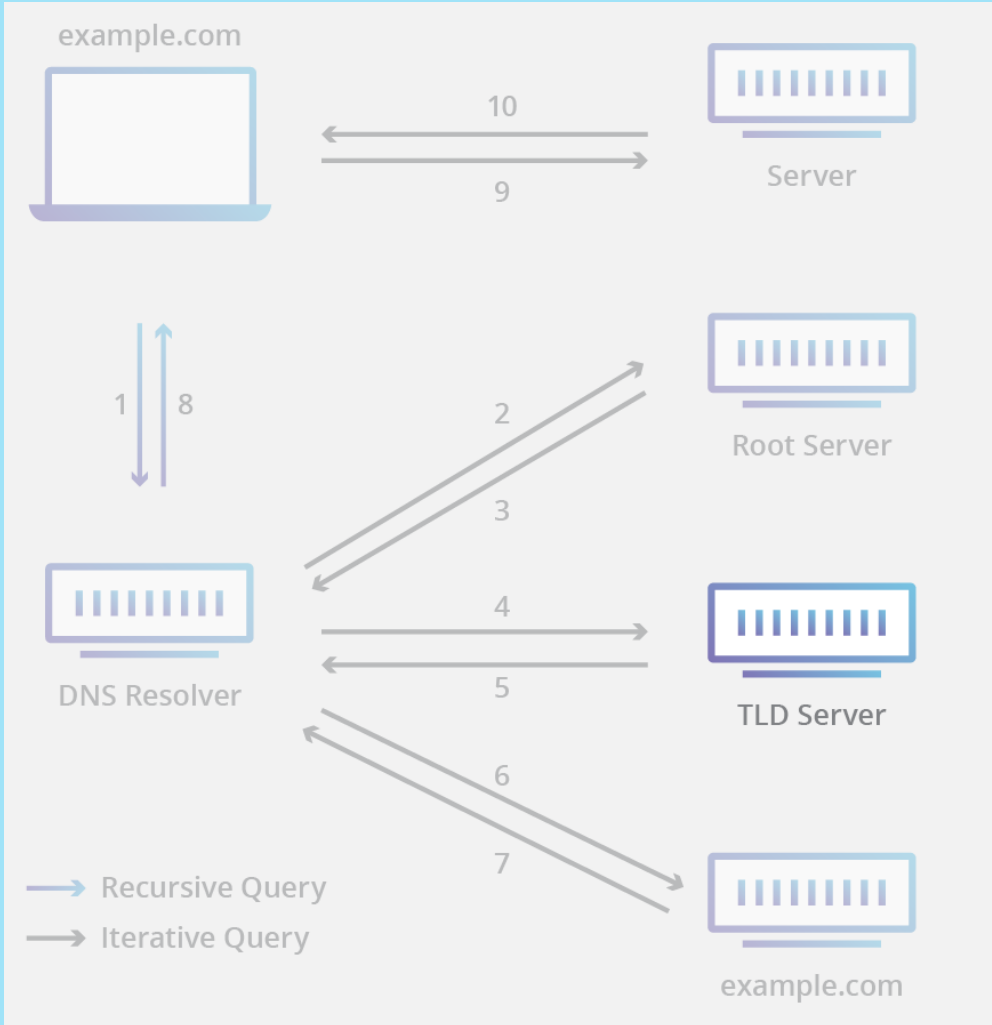 example.com
10
9
Server
1
8
2
3
Root Server
4
5
DNS Resolver
TLD Server
6
7
Recursive Query
Iterative Query
example.com